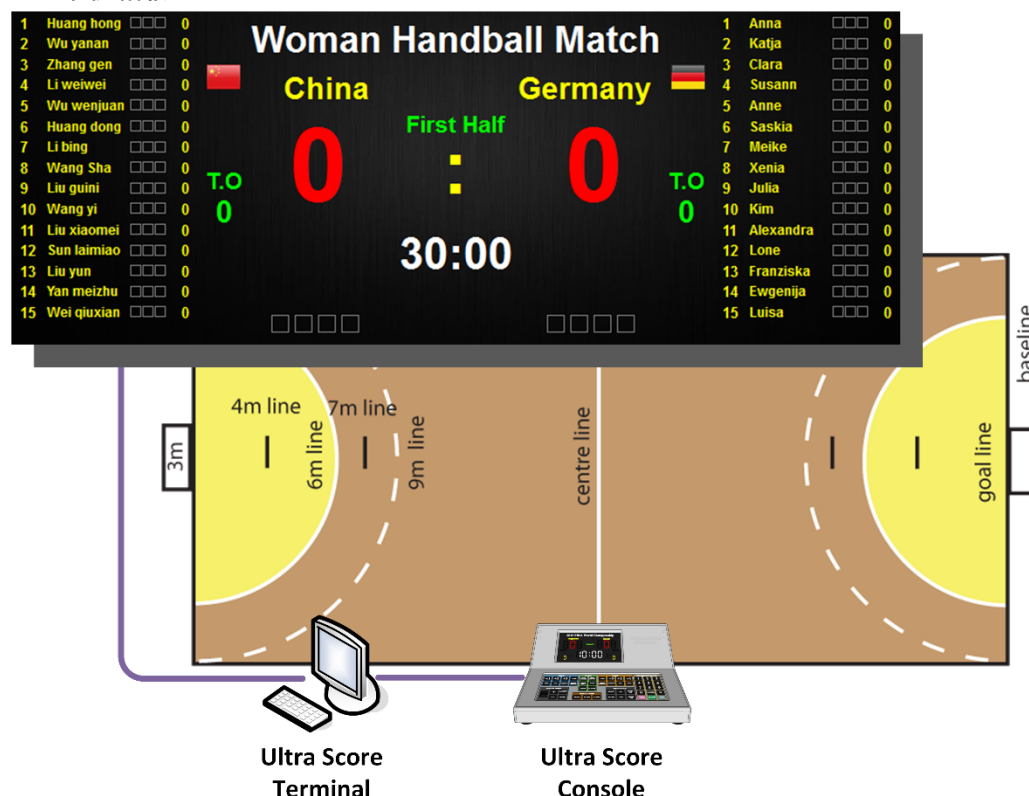 Woman Handball Match
1 Huang hong 0
2 Wu yanan 0
3 Zhang gen 0
4 Li weiwei 0
5 Wu wenjuan 0
6 Huang dong 0
7 Li bing 0
8 Wang Sha 0
9 Liu guini 0
10 Wang yi 0
11 Liu xiaomei 0
12 Sun laimiao 0
13 Liu yun 0
14 Yan meizhu 0
15 Wei qiuxian 0
China
Germany
First Half
0 : 0
T.O
0
T.O
0
30:00
1 Anna 0
2 Katja 0
3 Clara 0
4 Susann 0
5 Anne 0
6 Saskia 0
7 Meike 0
8 Xenia 0
9 Julia 0
10 Kim 0
11 Alexandra 0
12 Lone 0
13 Franziska 0
14 Ewgenija 0
15 Luisa 0
4m line
7m line
3m
6m line
9m line
centre line
goal line
baseline
10:00
Ultra Score
Terminal
Ultra Score
Console